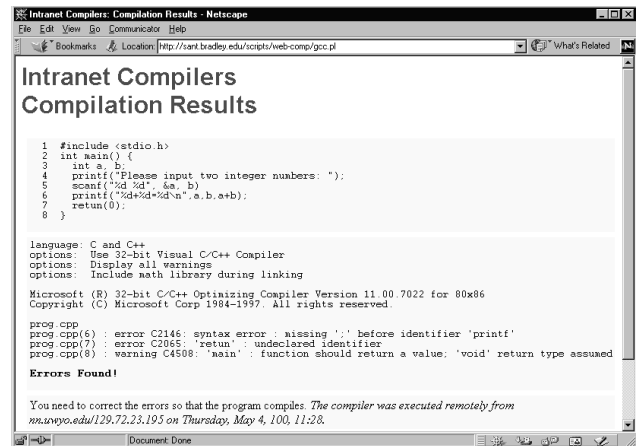 Intranet Compilers: Compilation Results - Netscape
File Edit View Go Communicator Help
Bookmarks Location: http://sant.bradley.edu/scripts/web-comp/gcc.pl What's Related N
Intranet Compilers
Compilation Results
1 #include <stdio.h>
2 int main() {
3 int a, b;
4 printf("Please input two integer numbers: ");
5 scanf("%d %d", &a, b)
6 printf("%d+%d=%d\n",a,b,a+b);
7 retun(0);
8 }
language: C and C++
options: Use 32-bit Visual C/C++ Compiler
options: Display all warnings
options: Include math library during linking
Microsoft (R) 32-bit C/C++ Optimizing Compiler Version 11.00.7022 for 80x86
Copyright (C) Microsoft Corp 1984-1997. All rights reserved.
prog.cpp
prog.cpp(6) : error C2146: syntax error : missing ';' before identifier 'printf'
prog.cpp(7) : error C2065: 'retun' : undeclared identifier
prog.cpp(8) : warning C4508: 'main' : function should return a value; 'void' return type assumed
Errors Found!
You need to correct the errors so that the program compiles. The compiler was executed remotely from
nn.uwyo.edu/129.72.23.195 on Thursday, May 4, 100, 11:28.
Document: Done